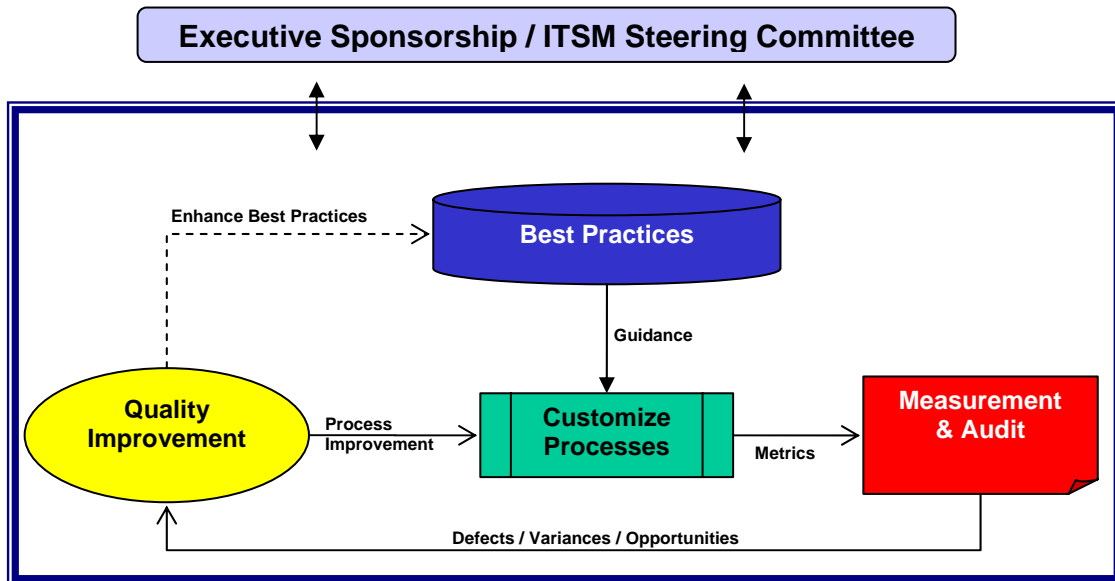 Executive Sponsorship / ITSM Steering Committee
Enhance Best Practices
Best Practices
Guidance
Quality
Improvement
Process
Improvement
Customize
Processes
Metrics
Measurement
& Audit
Defects / Variances / Opportunities